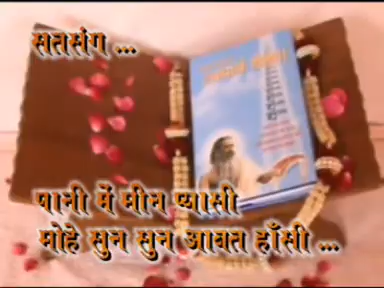 सतसंग ...
पानी में मीन प्यासी
मोहे सुन सुन आवत हाँसी ...